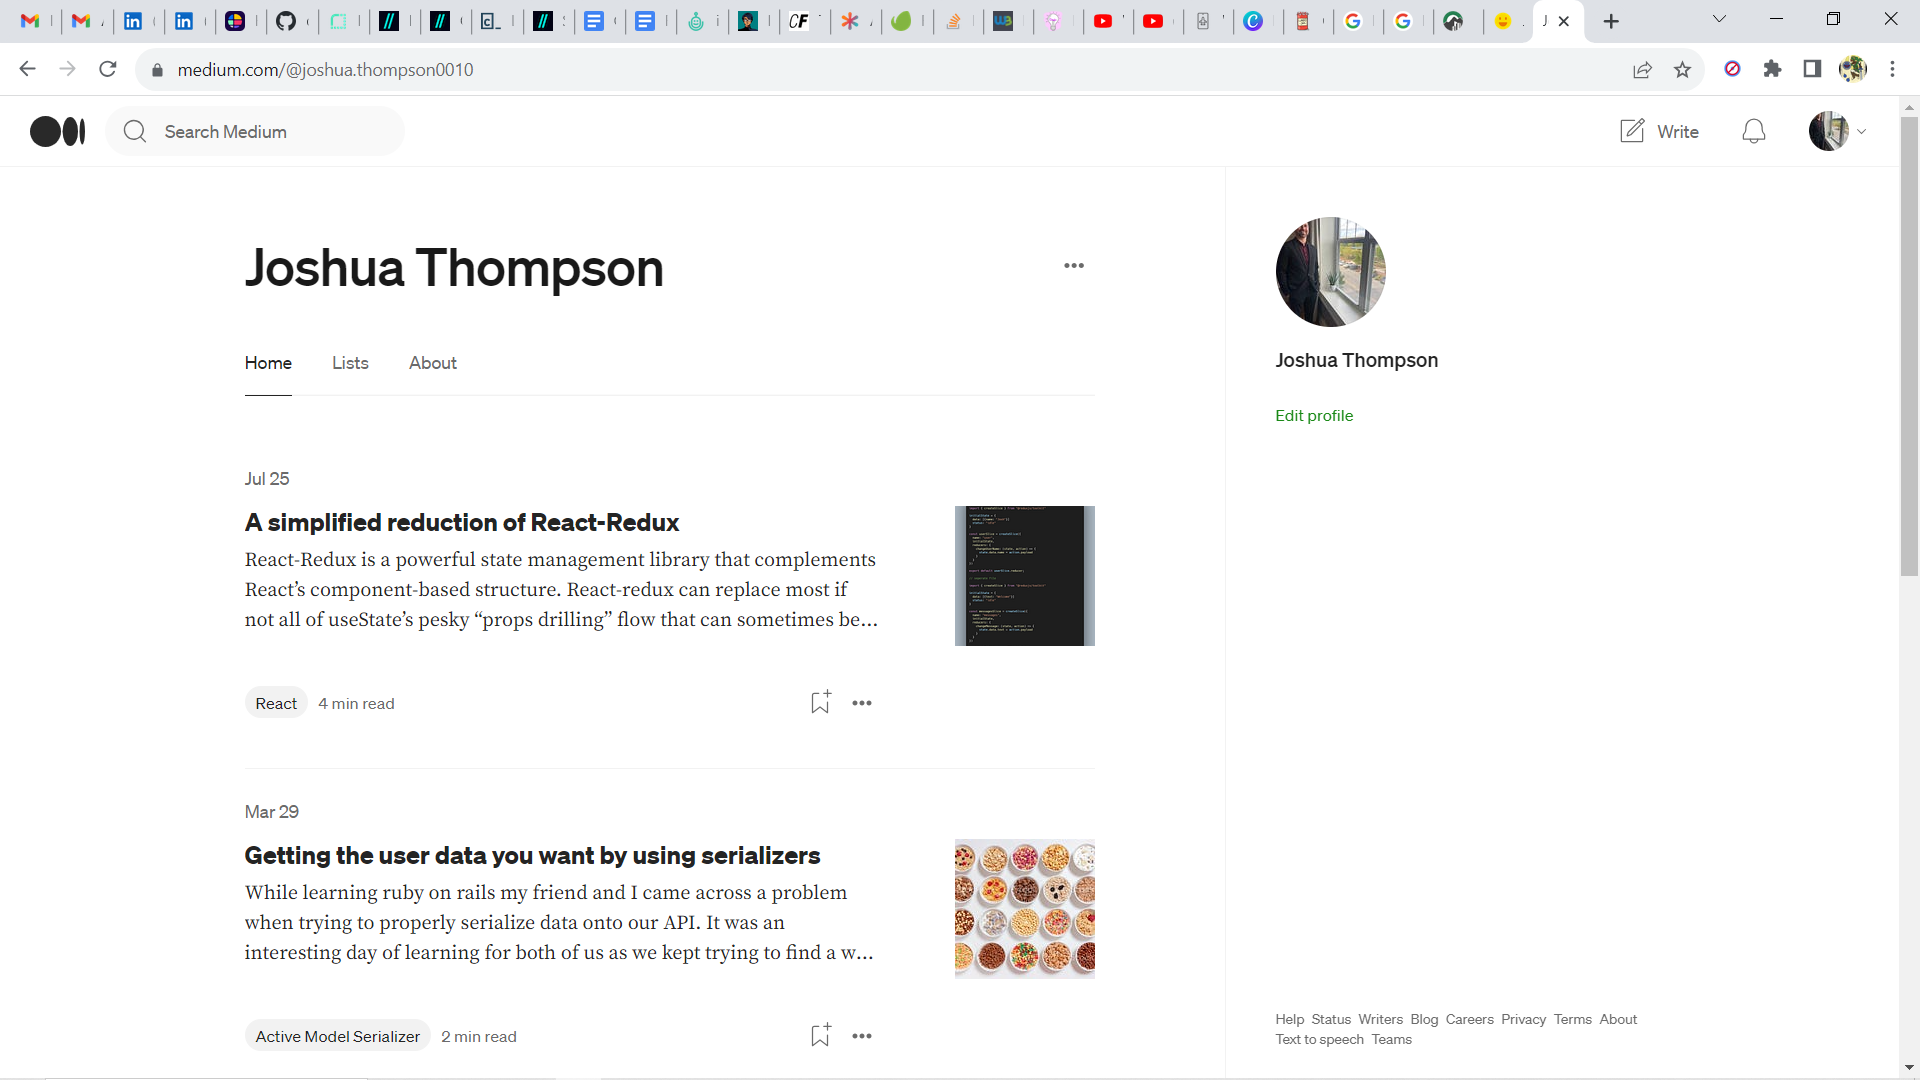 medium.com/@joshua.thompson0010
Search Medium
Write
Joshua Thompson
Home
Lists
About
Joshua Thompson
Edit profile
Jul 25
A simplified reduction of React-Redux
React-Redux is a powerful state management library that complements
React’s component-based structure. React-redux can replace most if
not all of useState’s pesky “props drilling” flow that can sometimes be…
React
4 min read
Mar 29
Getting the user data you want by using serializers
While learning ruby on rails my friend and I came across a problem
when trying to properly serialize data onto our API. It was an
interesting day of learning for both of us as we kept trying to find a w…
Active Model Serializer
2 min read
Help Status Writers Blog Careers Privacy Terms About
Text to speech Teams